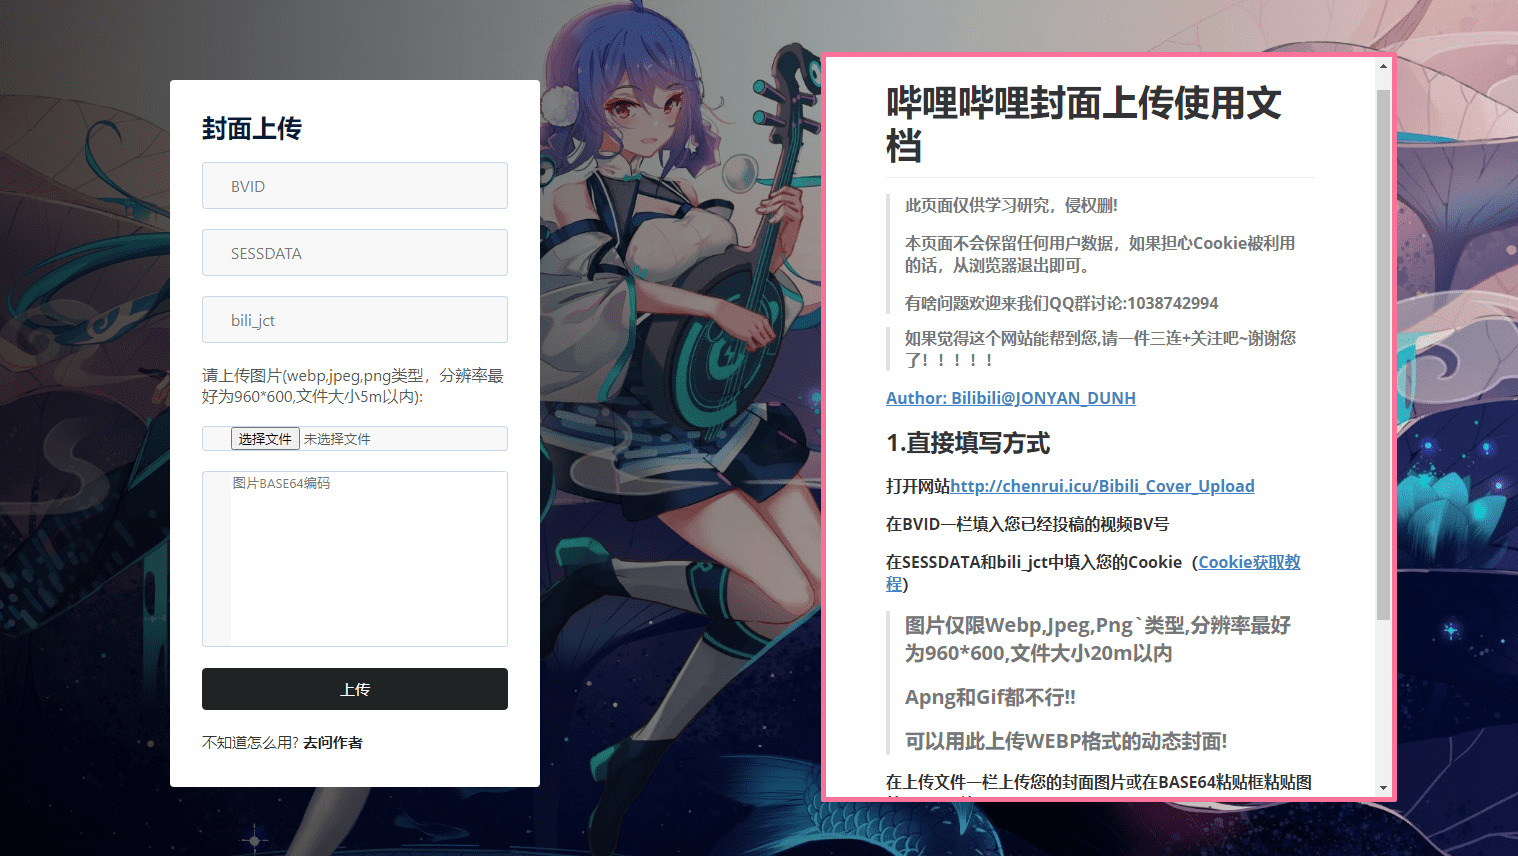 封面上传
BVID
SESSDATA
bili_jct
请上传图片(webp,jpeg,png类型，分辨率最
好为960*600,文件大小5m以内):
选择文件 未选择文件
图片BASE64编码
上传
不知道怎么用? 去问作者
哔哩哔哩封面上传使用文
档
此页面仅供学习研究，侵权删!
本页面不会保留任何用户数据，如果担心Cookie被利用
的话，从浏览器退出即可。
有啥问题欢迎来我们QQ群讨论:1038742994
如果觉得这个网站能帮到您,请一件三连+关注吧~谢谢您
了！！！！！
Author: Bilibili@JONYAN_DUNH
1.直接填写方式
打开网站http://chenrui.icu/Bibili_Cover_Upload
在BVID一栏填入您已经投稿的视频BV号
在SESSDATA和bili_jct中填入您的Cookie（Cookie获取教
程）
图片仅限Webp,Jpeg,Png`类型,分辨率最好
为960*600,文件大小20m以内
Apng和Gif都不行!!
可以用此上传WEBP格式的动态封面!
在上传文件一栏上传您的封面图片或在BASE64粘贴框粘贴图